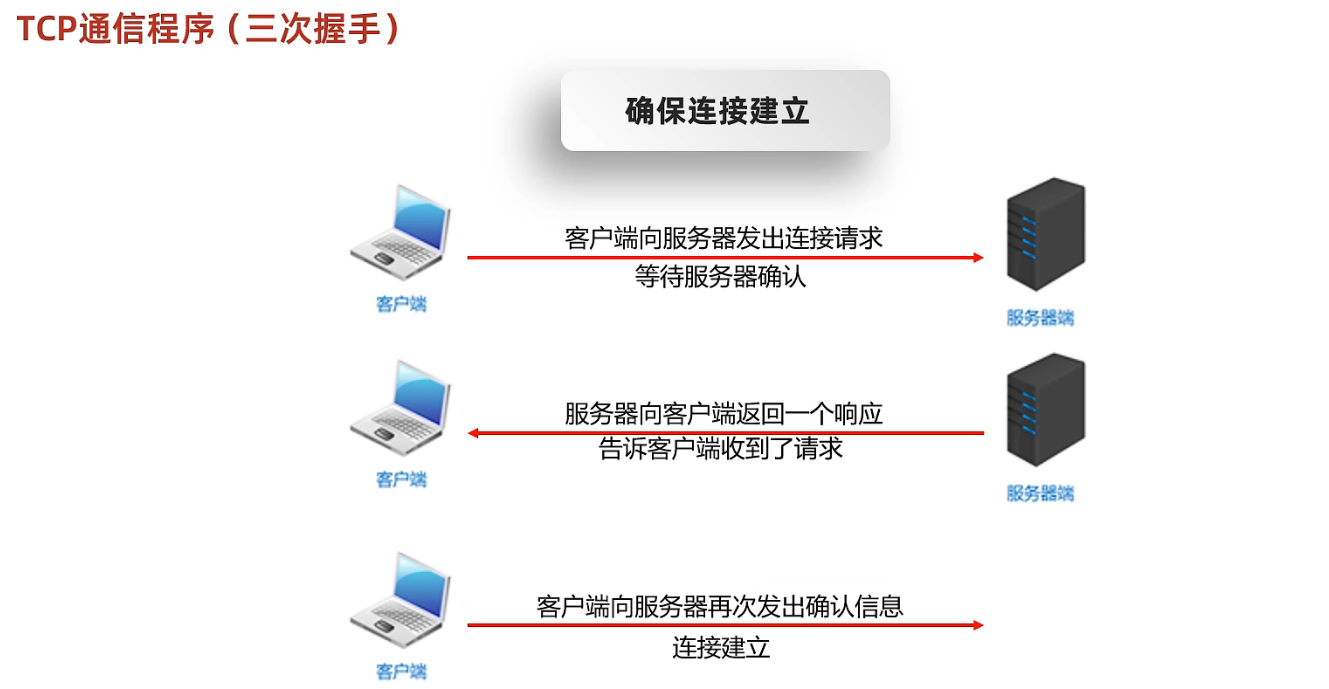 TCP通信程序（三次握手）
确保连接建立
客户端向服务器发出连接请求
等待服务器确认
客户端
服务器端
服务器向客户端返回一个响应
告诉客户端收到了请求
客户端
服务器端
客户端向服务器再次发出确认信息
连接建立
客户端